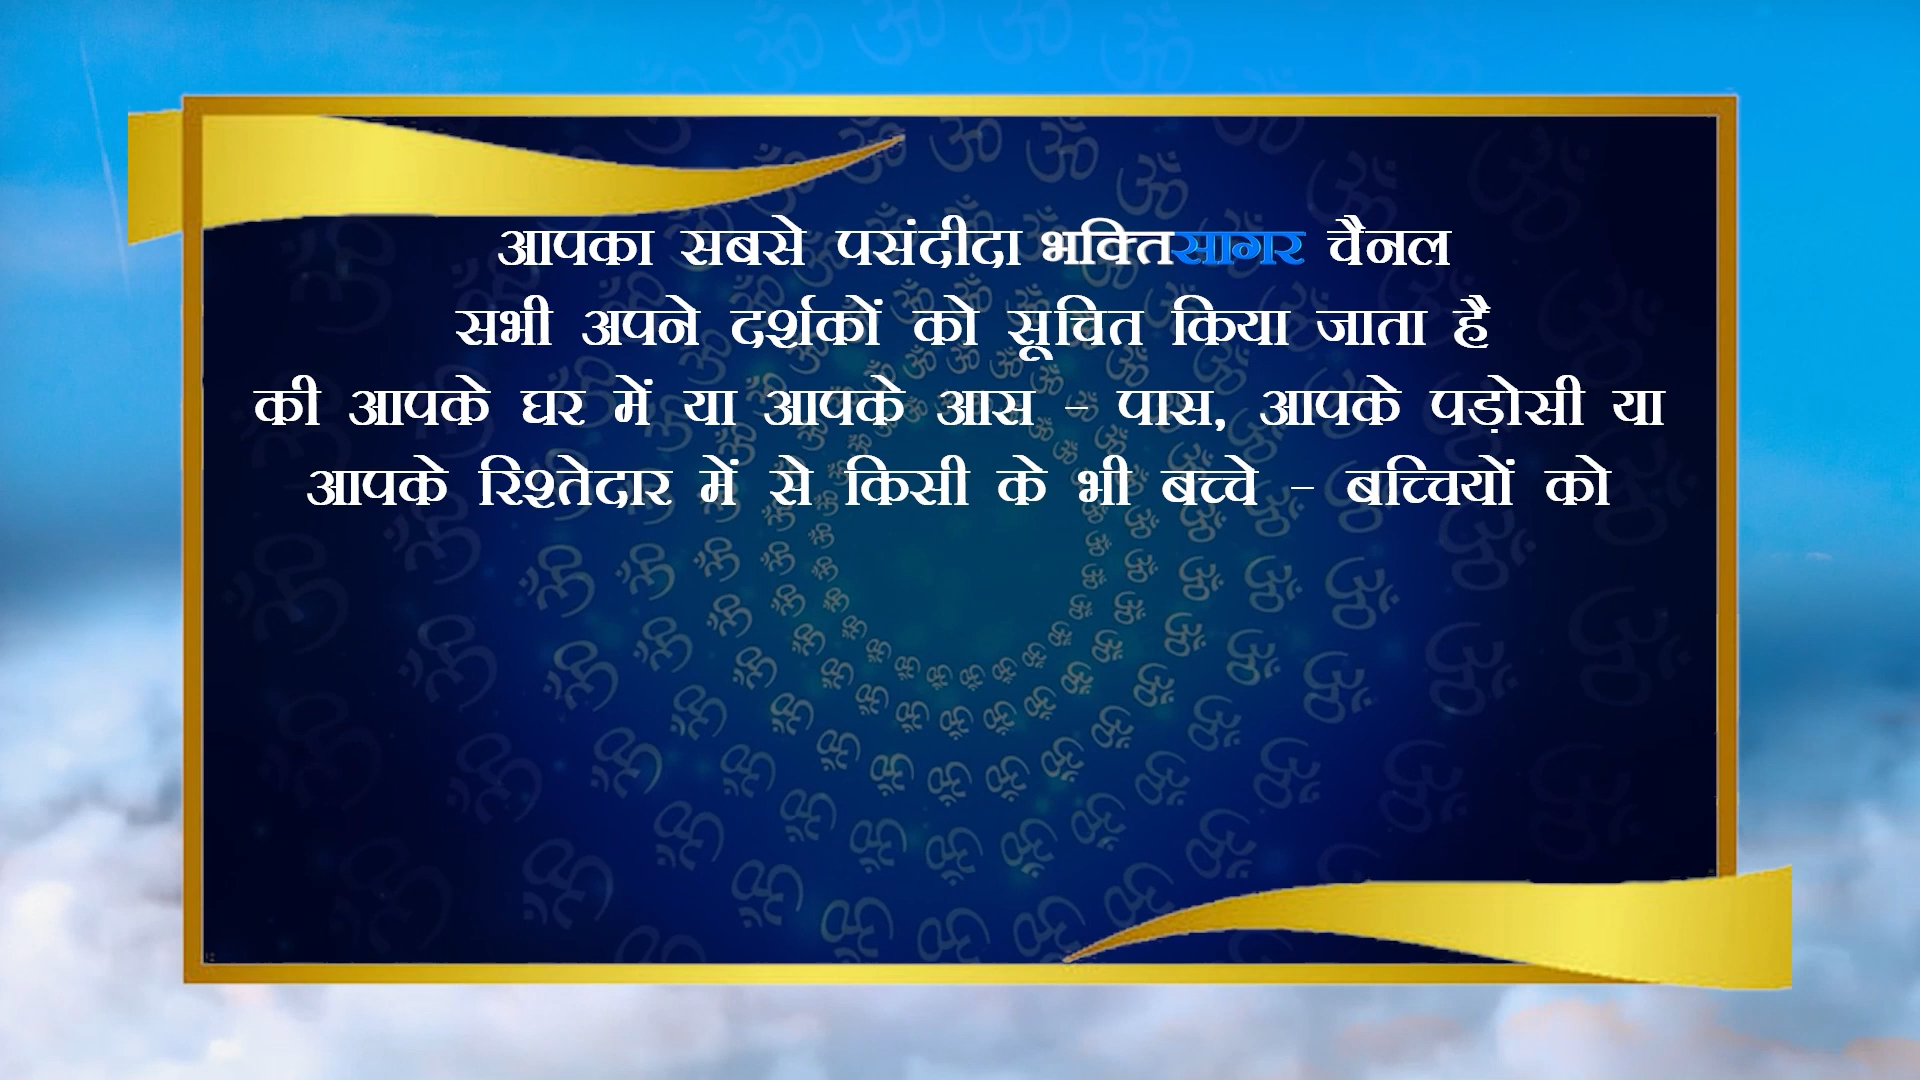 आपका सबसे पसंदीदा भक्तिसागर चैनल
सभी अपने दर्शकों को सूचित किया जाता है
की आपके घर में या आपके आस - पास, आपके पड़ोसी या
आपके रिश्तेदार में से किसी के भी बच्चे - बच्चियों को